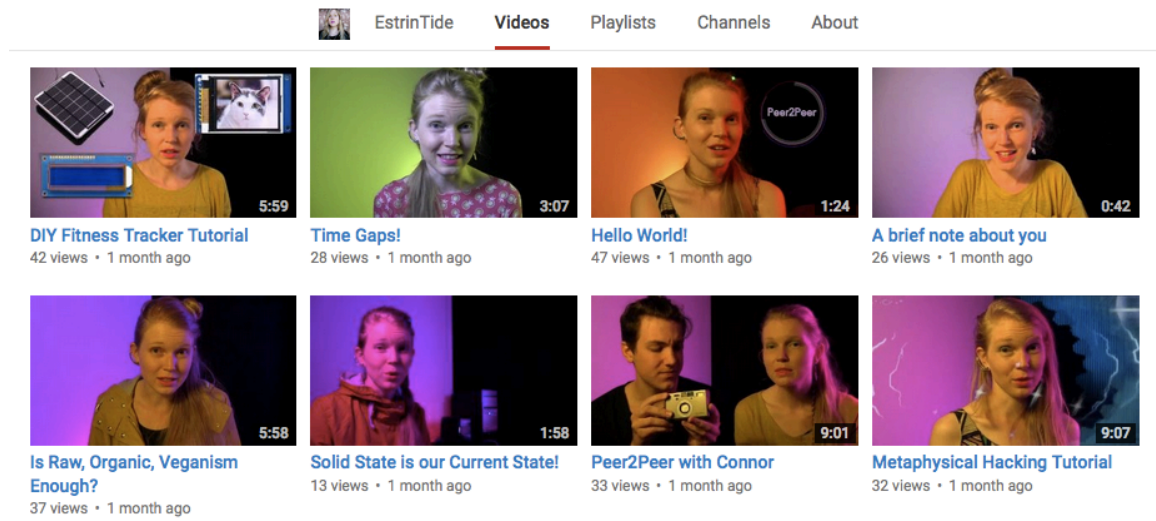 EstrinTide Videos Playlists Channels About
Peer2Peer
5:59 3:07 1:24 0:42
DIY Fitness Tracker Tutorial Time Gaps! Hello World! A brief note about you
42 views • 1 month ago 28 views • 1 month ago 47 views • 1 month ago 26 views • 1 month ago
5:58 1:58 9:01 9:07
Is Raw, Organic, Veganism Solid State is our Current State! Peer2Peer with Connor Metaphysical Hacking Tutorial
Enough? 13 views • 1 month ago 33 views • 1 month ago 32 views • 1 month ago
37 views • 1 month ago